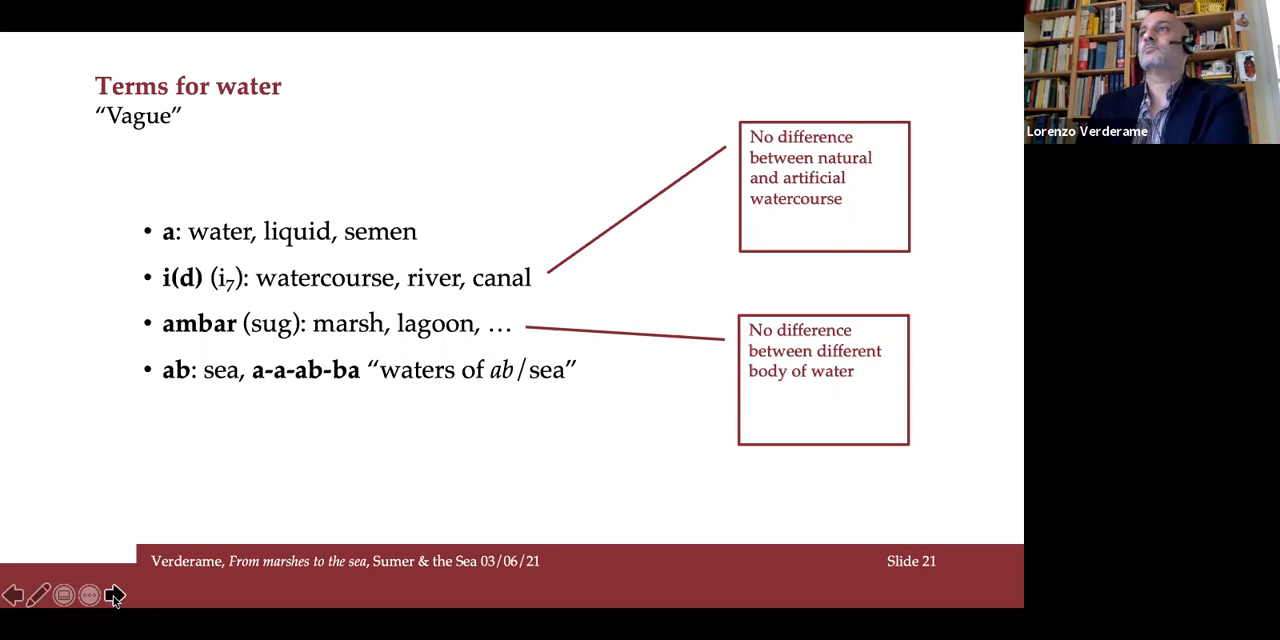 Terms for water
“Vague”
• a: water, liquid, semen
• i(d) (i₇): watercourse, river, canal
• ambar (sug): marsh, lagoon, …
• ab: sea, a-a-ab-ba “waters of ab/sea”
No difference
between natural
and artificial
watercourse
No difference
between different
body of water
Verderame, From marshes to the sea, Sumer & the Sea 03/06/21
Slide 21
Lorenzo Verderame